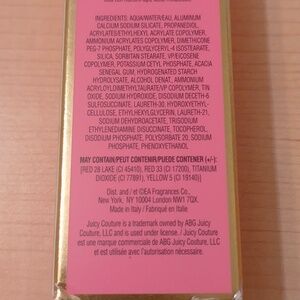 INGREDIENTS: AQUA/WATER/EAU, ALUMINUM
CALCIUM SODIUM SILICATE, PROPANEDIOL
ACRYLATES/ETHYLHEXYL ACRYLATE COPOLYMER,
AMMONIUM ACRYLATES COPOLYMER, DIMETHICONE
PEG-7 PHOSPHATE, POLYGLYCERYL-4 ISOSTEARATE,
SILICA, SORBITAN STEARATE, VP/EICOSENE
COPOLYMER, POTASSIUM CETYL PHOSPHATE, ACACIA
SENEGAL GUM, HYDROGENATED STARCH
HYDROLYSATE, ALCOHOL DENAT., AMMONIUM
ACRYLOYLDIMETHYLTAURATE/VP COPOLYMER, TIN
OXIDE, SODIUM HYDROXIDE, DISODIUM DECETH-6
SULFOSUCCINATE, LAURETH-30, HYDROXYETHYL-
CELLULOSE, ETHYLHEXYLGLYCERIN, LAURETH-21,
SODIUM DEHYDROACETATE, TRISODIUM
ETHYLENEDIAMINE DISUCCINATE, TOCOPHEROL,
DISODIUM PHOSPHATE, POLYSORBATE 20, SODIUM
PHOSPHATE, PHENOXYETHANOL
MAY CONTAIN/PEUT CONTENIR/PUEDE CONTENER (+/-):
[RED 28 LAKE (CI 45410), RED 33 (CI 17200), TITANIUM
DIOXIDE (CI 77891), YELLOW 5 (CI 19140)]
Dist. and / et IDEA Fragrances Co.,
New York, NY 10004 London NW1 7QX.
Made in Italy / Fabriqué en Italie.
Juicy Couture is a trademark owned by ABG Juicy
Couture, LLC and is used under license. / Juicy Couture
est une marque commerciale de ABG Juicy Couture, LLC
et est utilisée avec l'autorisation nécessaire.